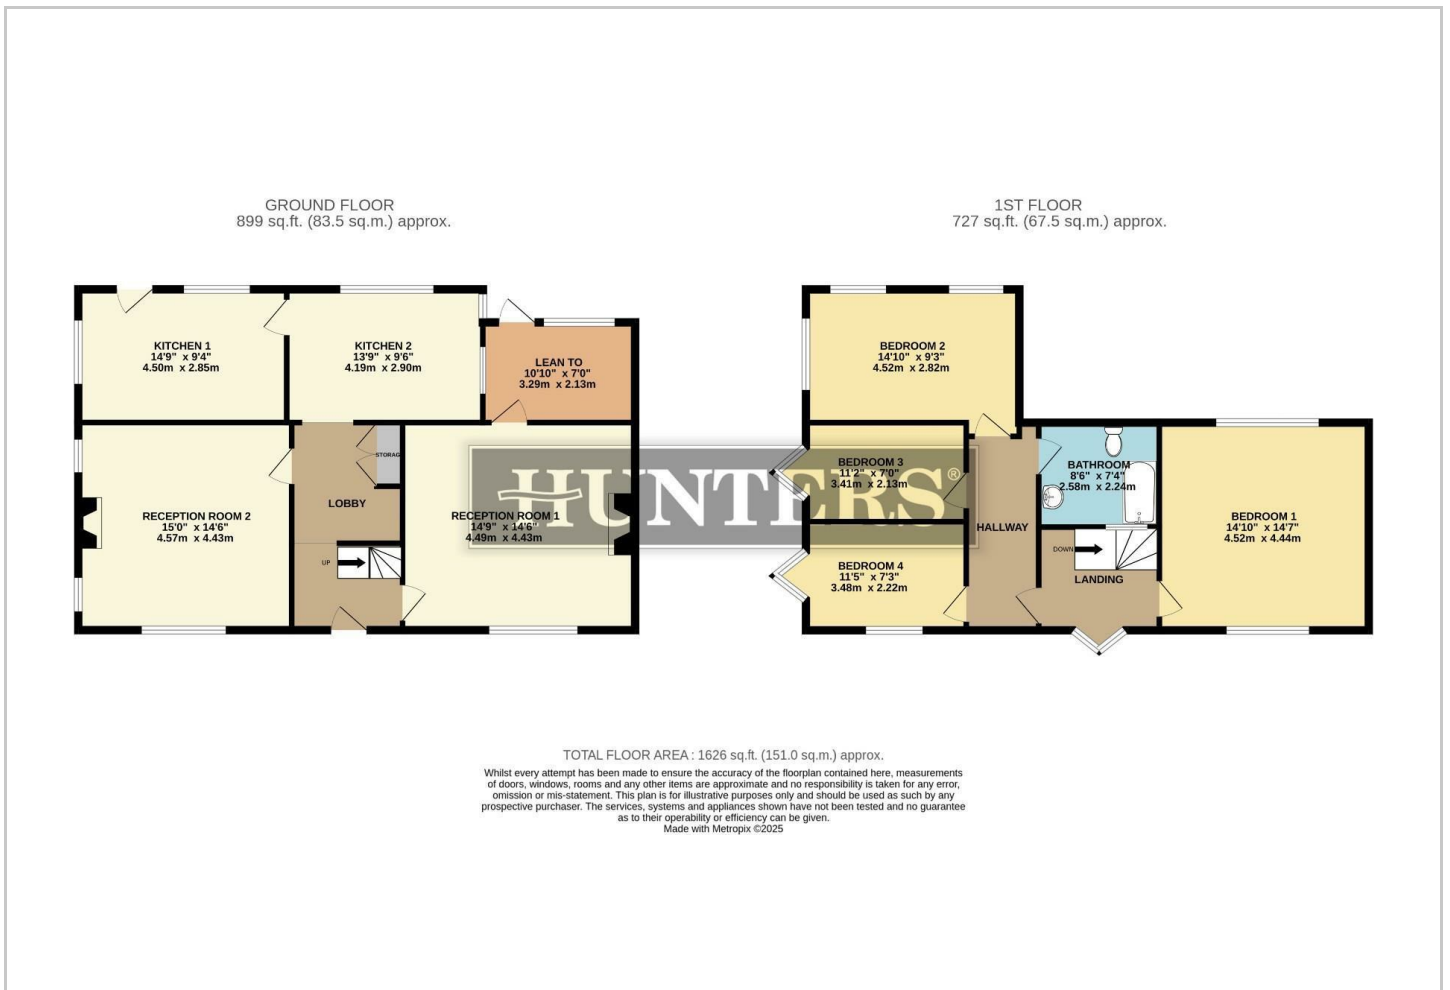 GROUND FLOOR
899 sq.ft. (83.5 sq.m.) approx.
1ST FLOOR
727 sq.ft. (67.5 sq.m.) approx.
KITCHEN 1
14'9" x 9'4"
4.50m x 2.85m
KITCHEN 2
13'9" x 9'6"
4.19m x 2.90m
LEAN TO
10'10" x 7'0"
3.29m x 2.13m
STORAG
LOBBY
RECEPTION ROOM 2
15'0" x 14'6"
4.57m x 4.43m
RECEPTION ROOM 1
14'9" x 14'6"
4.49m x 4.43m
UP
HUNTERS®
BEDROOM 2
14'10" x 9'3"
4.52m x 2.82m
BEDROOM 3
11'2" x 7'0"
3.41m x 2.13m
BATHROOM
8'6" x 7'4"
2.58m x 2.24m
HALLWAY
BEDROOM 1
14'10" x 14'7"
4.52m x 4.44m
DOWN
BEDROOM 4
11'5" x 7'3"
3.48m x 2.22m
LANDING
TOTAL FLOOR AREA : 1626 sq.ft. (151.0 sq.m.) approx.
Whilst every attempt has been made to ensure the accuracy of the floorplan contained here, measurements
of doors, windows, rooms and any other items are approximate and no responsibility is taken for any error,
omission or mis-statement. This plan is for illustrative purposes only and should be used as such by any
prospective purchaser. The services, systems and appliances shown have not been tested and no guarantee
as to their operability or efficiency can be given.
Made with Metropix ©2025